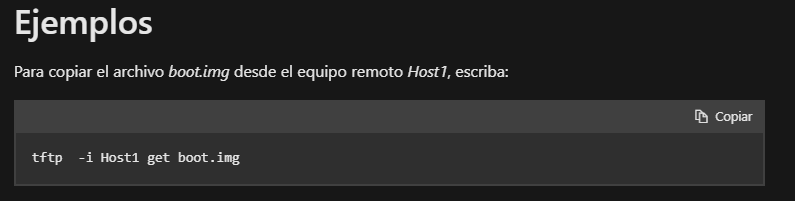 Ejemplos
Para copiar el archivo boot.img desde el equipo remoto Host1, escriba:
Copiar
tftp  -i Host1 get boot.img